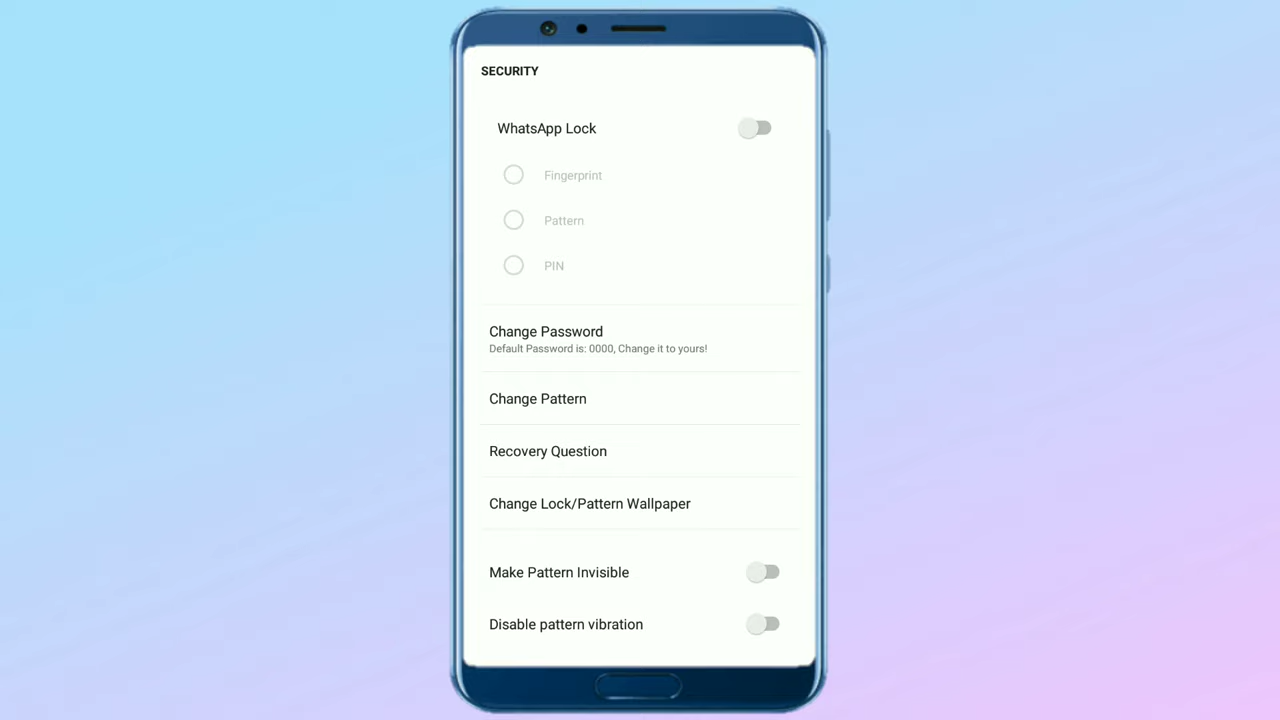 SECURITY
WhatsApp Lock
Fingerprint
Pattern
PIN
Change Password
Default Password is: 0000, Change it to yours!
Change Pattern
Recovery Question
Change Lock/Pattern Wallpaper
Make Pattern Invisible
Disable pattern vibration